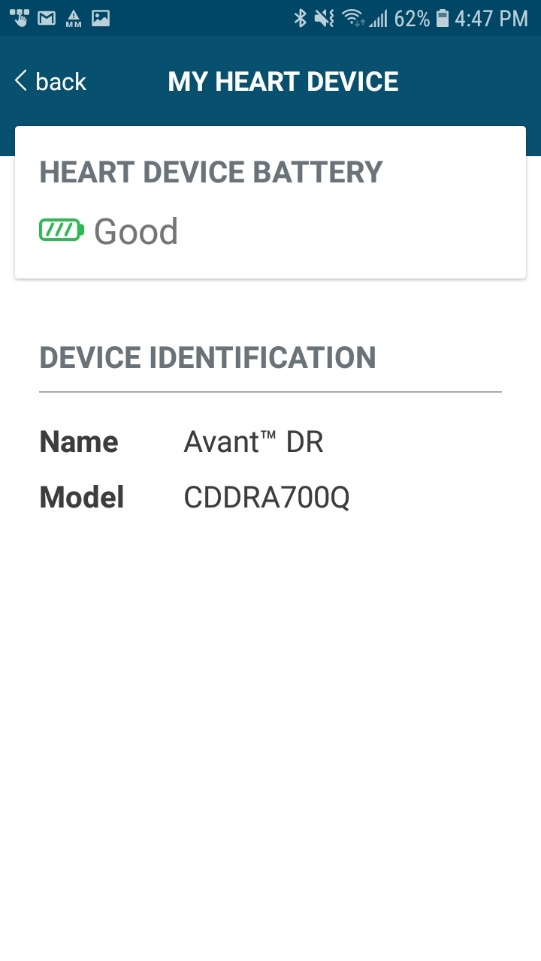 62% 4:47 PM
back
MY HEART DEVICE
HEART DEVICE BATTERY
Good
DEVICE IDENTIFICATION
Name Avant™ DR
Model CDDRA700Q